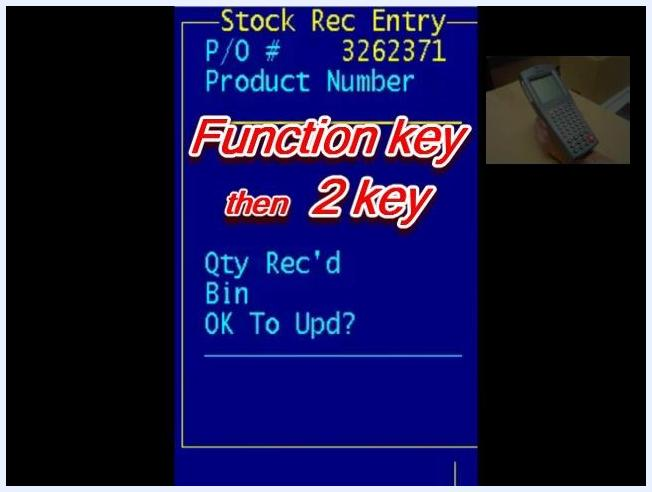 Stock Rec Entry
P/O # 3262371
Product Number
Function key
then 2 key
Qty Rec'd
Bin
OK To Upd?